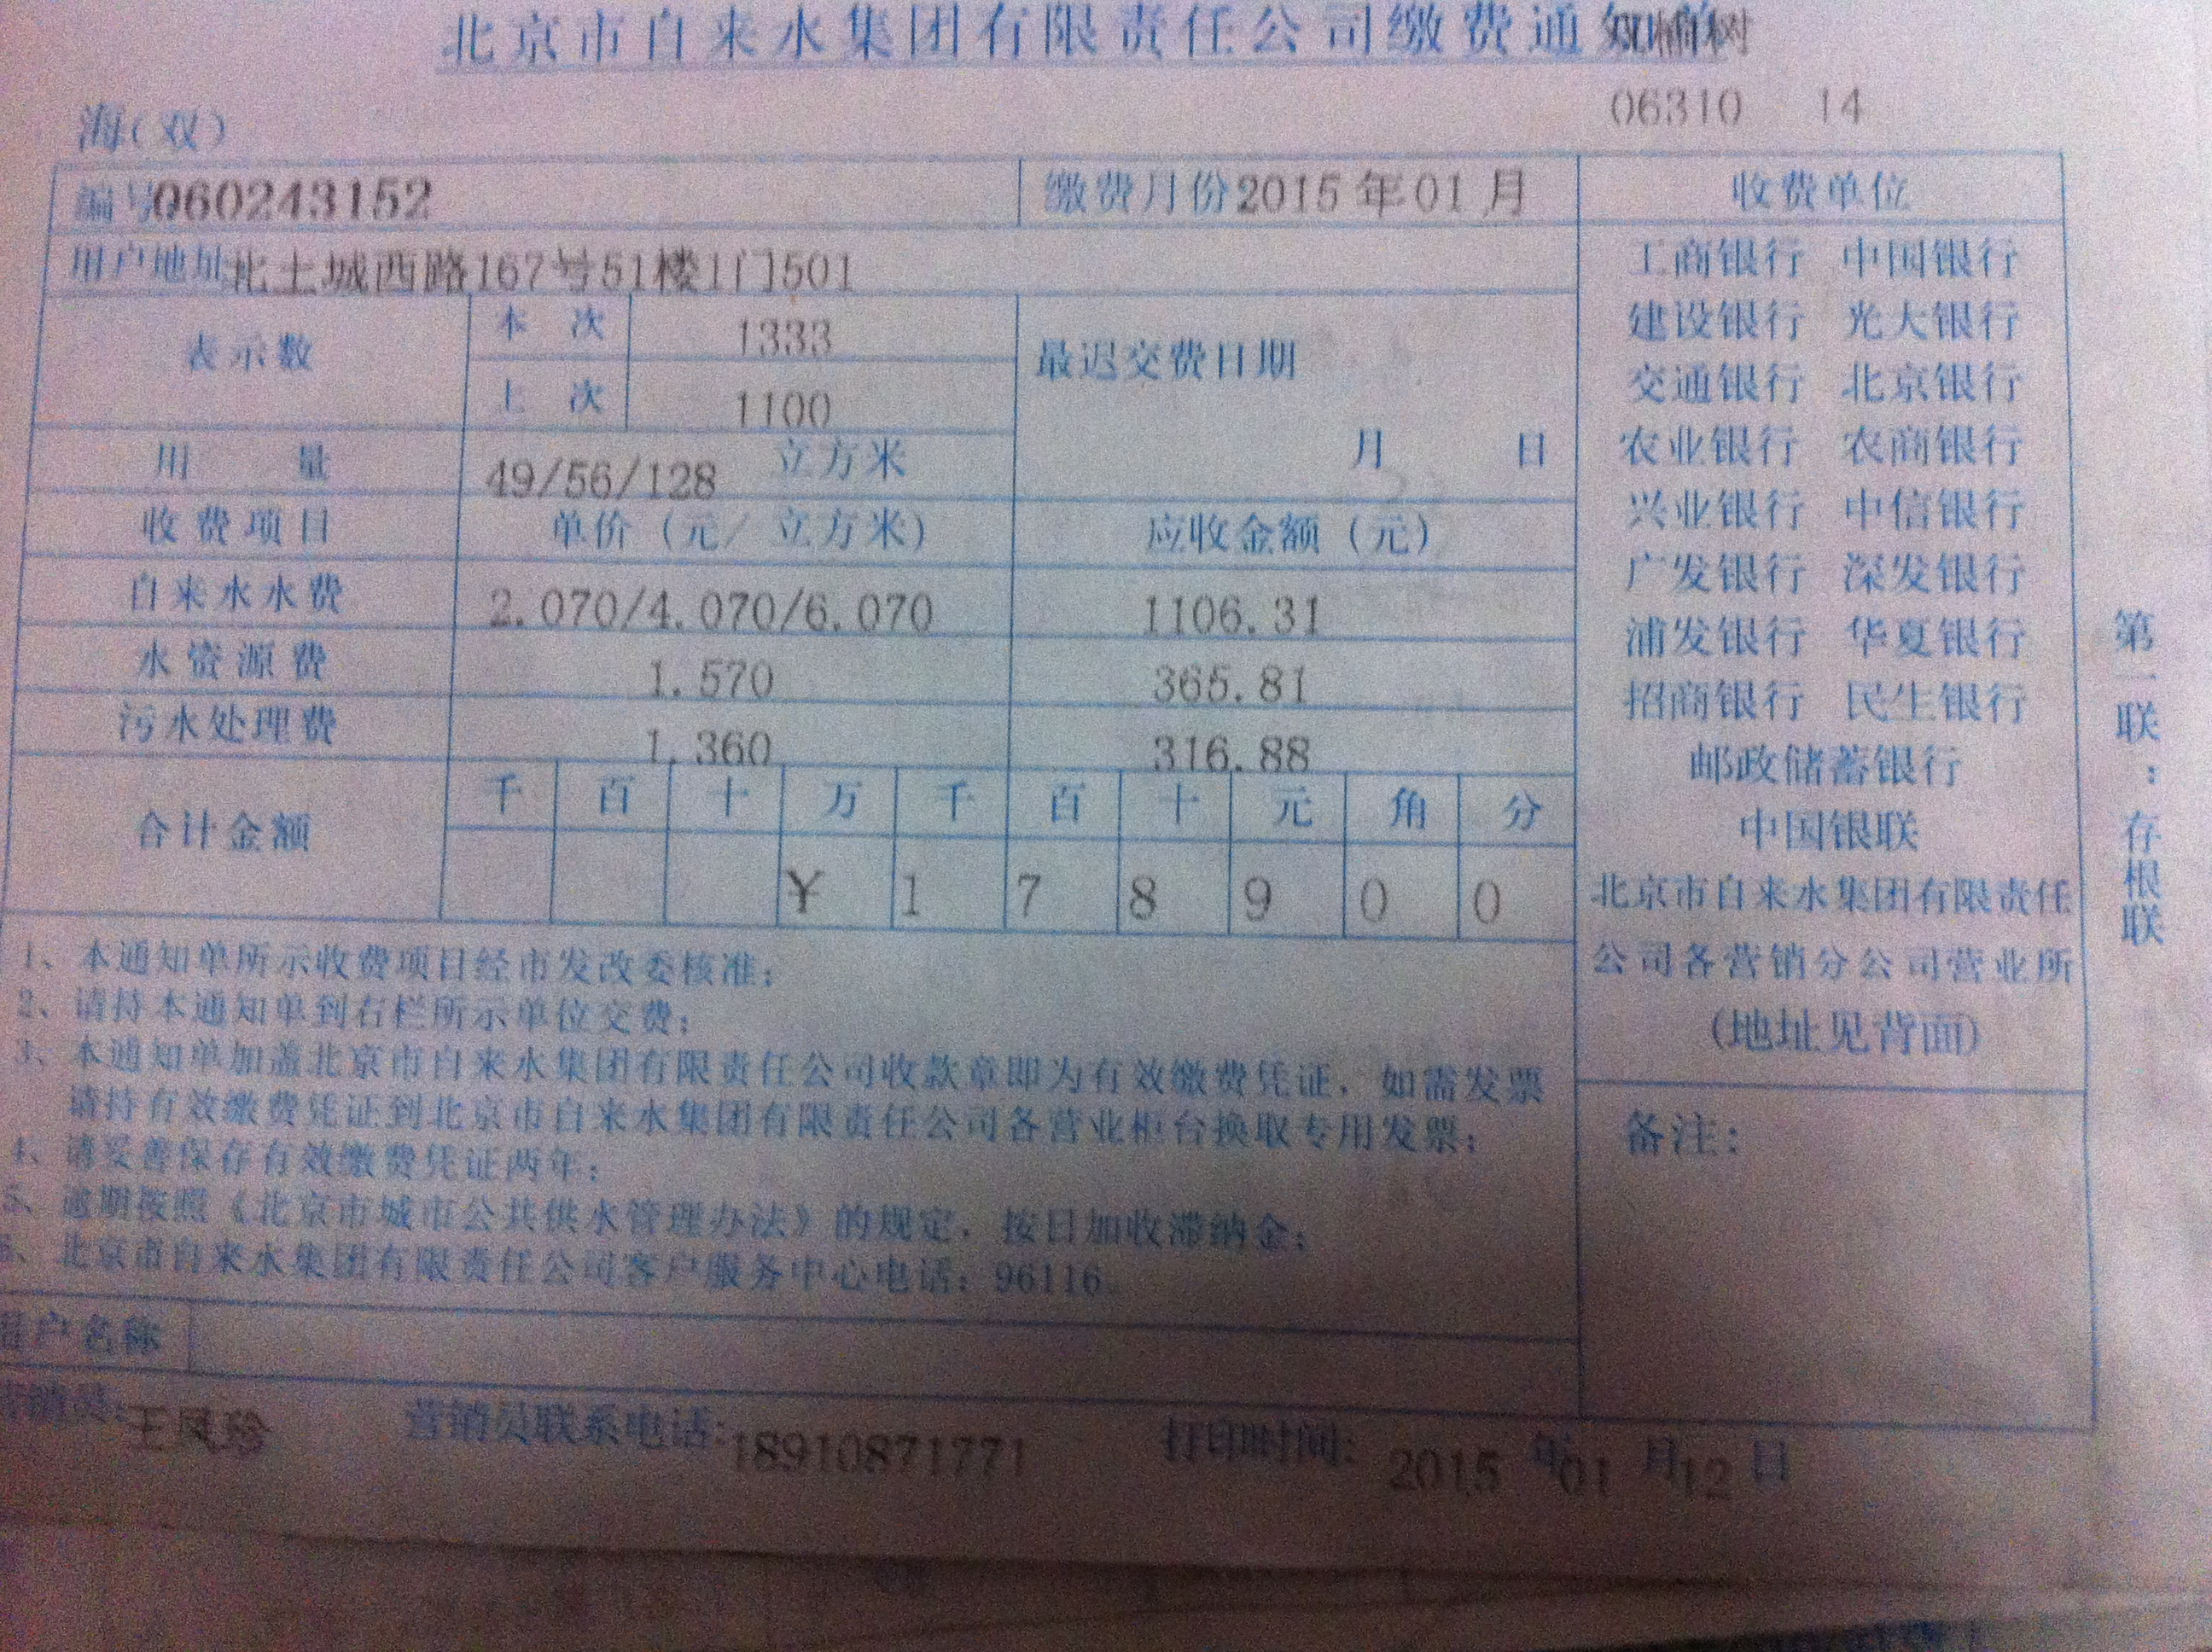 北京市自来水集团有限责任公司缴费通知单
06310 14
海(双)
编号060243152 缴费月份2015年01月 收费单位
用户地址北土城西路167号51楼1门501
表示数 本次 1333
上次 1100
最迟交费日期
月 日
用量 49/56/128 立方米
收费项目 单价(元/立方米) 应收金额(元)
自来水水费 2.070/4.070/6.070 1106.31
水资源费 1.570 365.81
污水处理费 1.360 316.88
合计金额 千 百 十 万 千 百 十 元 角 分
¥ 1 7 8 9 0 0
工商银行 中国银行
建设银行 光大银行
交通银行 北京银行
农业银行 农商银行
兴业银行 中信银行
广发银行 深发银行
浦发银行 华夏银行
招商银行 民生银行
邮政储蓄银行
中国银联
北京市自来水集团有限责任
公司各营销分公司营业所
(地址见背面)
备注:
第一联:存根联
1、本通知单所示收费项目经市发改委核准;
2、请持本通知单到右栏所示单位交费;
3、本通知单加盖北京市自来水集团有限责任公司收款章即为有效缴费凭证,如需发票
请持有效缴费凭证到北京市自来水集团有限责任公司各营业柜台换取专用发票;
4、请妥善保存有效缴费凭证两年;
5、逾期按照《北京市城市公共供水管理办法》的规定,按日加收滞纳金;
6、北京市自来水集团有限责任公司客户服务中心电话:96116。
用户名称
营销员:王凤珍 营销员联系电话:18910871771 打印时间:2015年01月12日